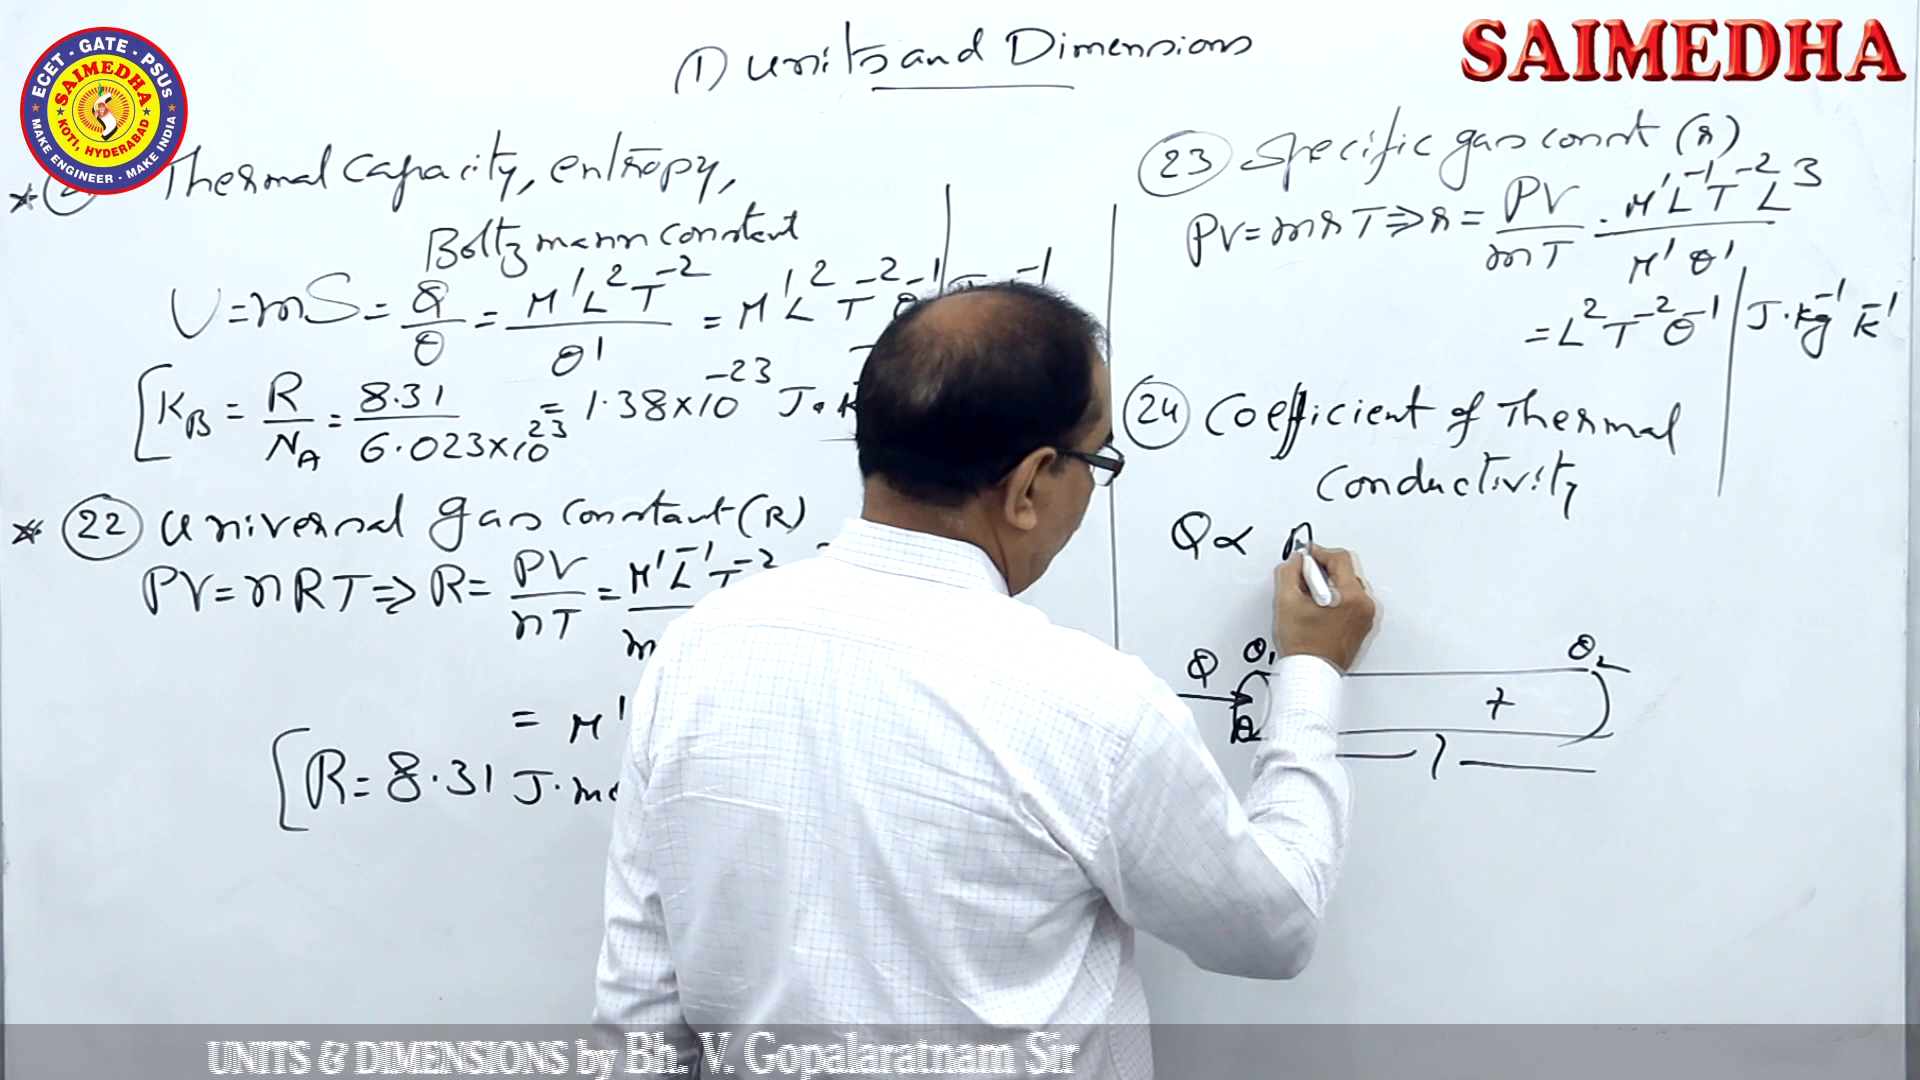 ECET · GATE · PSUS
SAIMEDHA
KOTI, HYDERABAD
MAKE ENGINEER · MAKE INDIA
SAIMEDHA
1) Units and Dimensions
Thermal Capacity, entropy,
Boltzmann constant
U = mS = Q/θ = M¹L²T⁻²/θ¹ = M¹L²T⁻²θ⁻¹
[K_B = R/N_A = 8.31/6.023×10²³ = 1.38×10⁻²³ J·K
* (22) Universal gas constant (R)
PV = nRT ⇒ R = PV/nT = M¹L⁻¹T⁻²
= M¹
[R = 8.31 J·mo
(23) Specific gas const (r)
PV = mrT ⇒ r = PV/mT = M¹L⁻¹T⁻²L³/M¹θ¹
= L²T⁻²θ⁻¹ | J·Kg⁻¹K⁻¹
(24) Coefficient of Thermal
Conductivity
Q ∝ A
Q θ₁ θ₂
A t
l
UNITS & DIMENSIONS by Bh. V. Gopalaratnam Sir